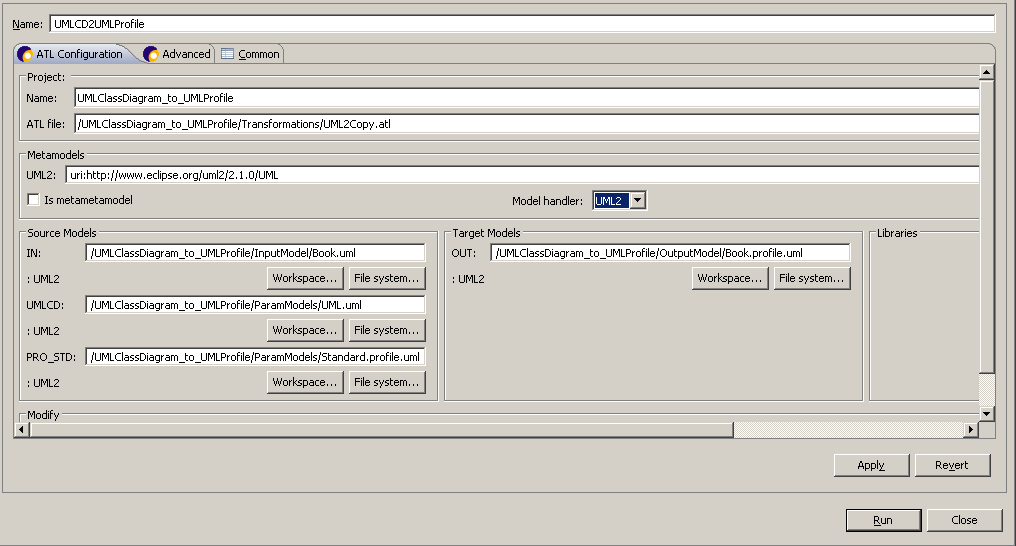 Name: UMLCD2UMLProfile
ATL Configuration Advanced Common
Project:
Name: UMLClassDiagram_to_UMLProfile
ATL file: /UMLClassDiagram_to_UMLProfile/Transformations/UML2Copy.atl
Metamodels
UML2: uri:http://www.eclipse.org/uml2/2.1.0/UML
Is metametamodel Model handler: UML2
Source Models
IN: /UMLClassDiagram_to_UMLProfile/InputModel/Book.uml
: UML2 Workspace... File system...
UMLCD: /UMLClassDiagram_to_UMLProfile/ParamModels/UML.uml
: UML2 Workspace... File system...
PRO_STD: /UMLClassDiagram_to_UMLProfile/ParamModels/Standard.profile.uml
: UML2 Workspace... File system...
Target Models
OUT: /UMLClassDiagram_to_UMLProfile/OutputModel/Book.profile.uml
: UML2 Workspace... File system...
Libraries
Modify
Apply Revert
Run Close